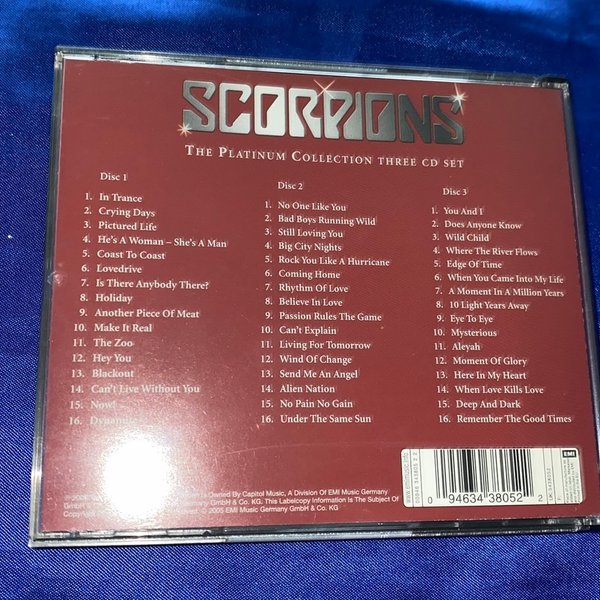 SCORPIONS
THE PLATINUM COLLECTION THREE CD SET
Disc 1
1. In Trance
2. Crying Days
3. Pictured Life
4. He's A Woman – She's A Man
5. Coast To Coast
6. Lovedrive
7. Is There Anybody There?
8. Holiday
9. Another Piece Of Meat
10. Make It Real
11. The Zoo
12. Hey You
13. Blackout
14. Can't Live Without You
15. Now!
16. Dynamite
Disc 2
1. No One Like You
2. Bad Boys Running Wild
3. Still Loving You
4. Big City Nights
5. Rock You Like A Hurricane
6. Coming Home
7. Rhythm Of Love
8. Believe In Love
9. Passion Rules The Game
10. Can't Explain
11. Living For Tomorrow
12. Wind Of Change
13. Send Me An Angel
14. Alien Nation
15. No Pain No Gain
16. Under The Same Sun
Disc 3
1. You And I
2. Does Anyone Know
3. Wild Child
4. Where The River Flows
5. Edge Of Time
6. When You Came Into My Life
7. A Moment In A Million Years
8. 10 Light Years Away
9. Eye To Eye
10. Mysterious
11. Aleyah
12. Moment Of Glory
13. Here In My Heart
14. When Love Kills Love
15. Deep And Dark
16. Remember The Good Times
Is Owned By Capitol Music, A Division Of EMI Music Germany
GmbH & Co. KG. This Labelcopy Information Is The Subject Of
Copyright © 2005 EMI Music Germany GmbH & Co. KG
0 94634 38052 2
EMI